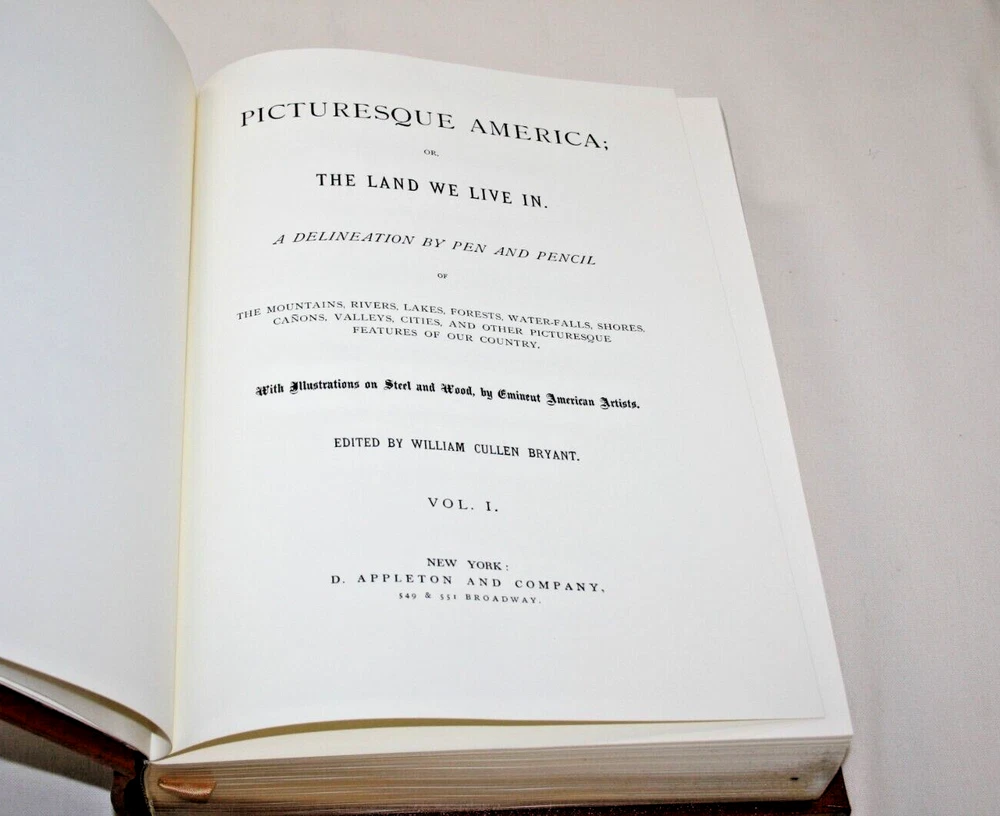 PICTURESQUE AMERICA;
OR,
THE LAND WE LIVE IN.
A DELINEATION BY PEN AND PENCIL
OF
THE MOUNTAINS, RIVERS, LAKES, FORESTS, WATER-FALLS, SHORES,
CAÑONS, VALLEYS, CITIES, AND OTHER PICTURESQUE
FEATURES OF OUR COUNTRY.
With Illustrations on Steel and Wood, by Eminent American Artists.
EDITED BY WILLIAM CULLEN BRYANT.
VOL. I.
NEW YORK:
D. APPLETON AND COMPANY,
549 & 551 BROADWAY.